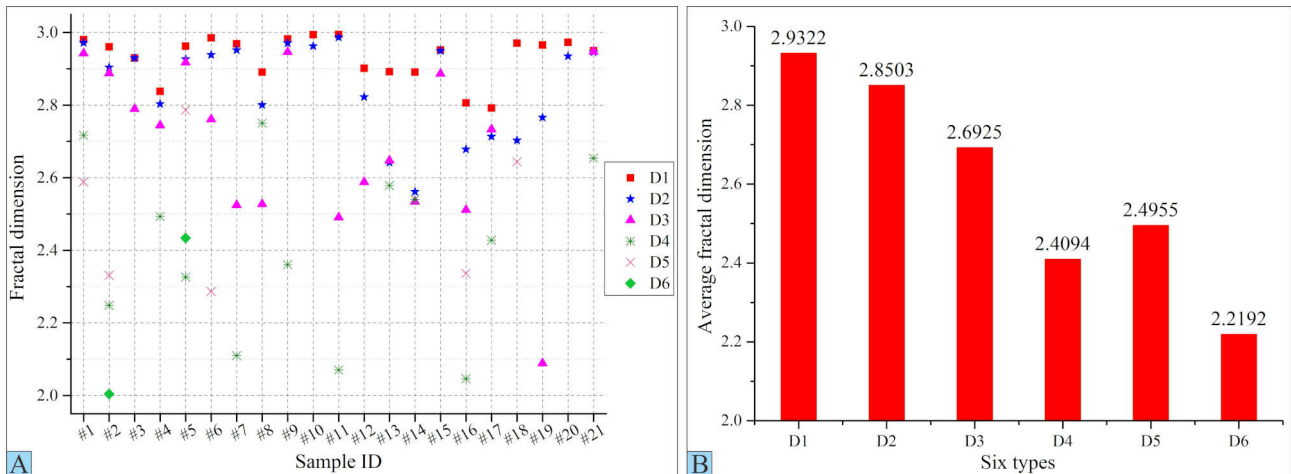 3.0
2.8
2.6
2.4
2.2
2.0
Fractal dimension
#1 #2 #3 #4 #5 #6 #7 #8 #9 #10 #11 #12 #13 #14 #15 #16 #17 #18 #19 #20 #21
Sample ID
D1
D2
D3
D4
D5
D6
A
3.0
2.8
2.6
2.4
2.2
2.0
Average fractal dimension
2.9322
2.8503
2.6925
2.4094
2.4955
2.2192
D1 D2 D3 D4 D5 D6
Six types
B